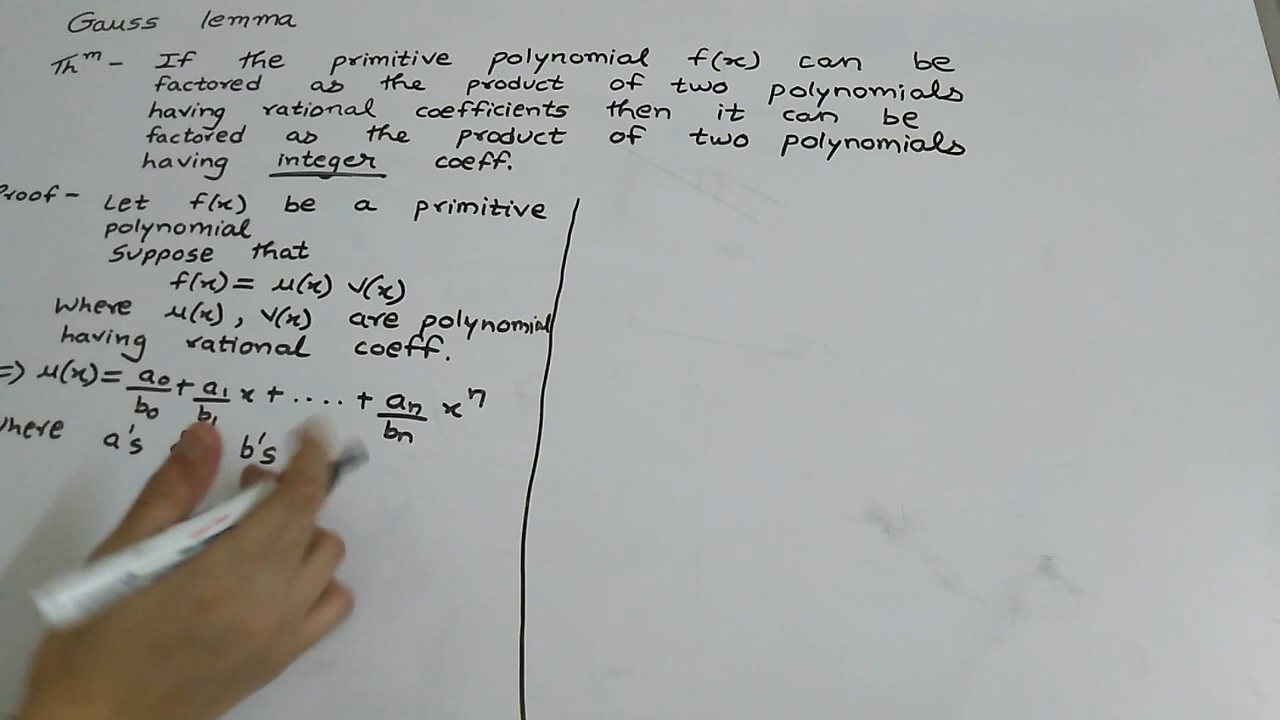 Gauss lemma
Thm - If the primitive polynomial f(x) can be
factored as the product of two polynomials
having rational coefficients then it can be
factored as the product of two polynomials
having integer coeff.
Proof - Let f(x) be a primitive
polynomial
Suppose that
f(x) = u(x) v(x)
Where u(x), v(x) are polynomial
having rational coeff.
=> u(x) = a0/b0 + a1/b1 x + .... + an/bn x^n
where a's b's